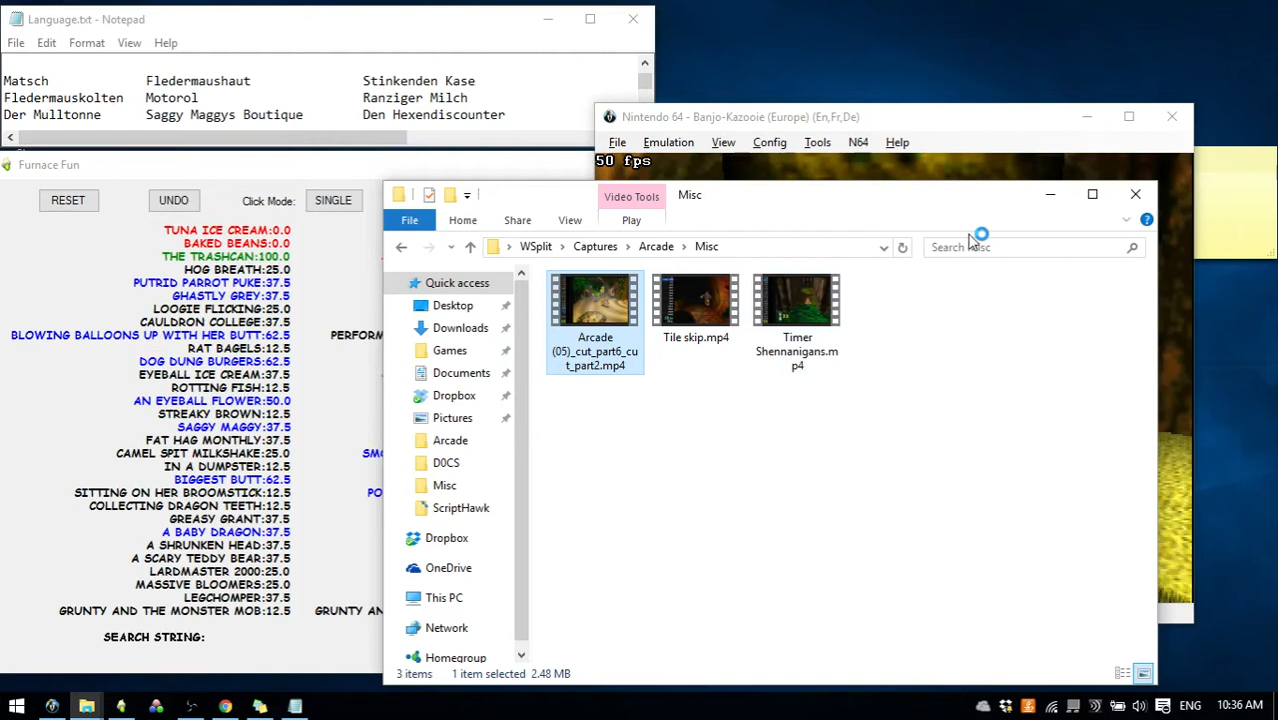 Language.txt - Notepad
File Edit Format View Help
Matsch Fledermaushaut Stinkenden Kase
Fledermauskolten Motorol Ranziger Milch
Der Mulltonne Saggy Maggys Boutique Den Hexendiscounter
Nintendo 64 - Banjo-Kazooie (Europe) (En,Fr,De)
File Emulation View Config Tools N64 Help
50 fps
Furnace Fun
RESET UNDO Click Mode: SINGLE
TUNA ICE CREAM:0.0
BAKED BEANS:0.0
THE TRASHCAN:100.0
HOG BREATH:25.0
PUTRID PARROT PUKE:37.5
GHASTLY GREY:37.5
LOOGIE FLICKING:25.0
CAULDRON COLLEGE:37.5
BLOWING BALLOONS UP WITH HER BUTT:62.5 PERFORM
RAT BAGELS:12.5
DOG DUNG BURGERS:62.5
EYEBALL ICE CREAM:37.5
ROTTING FISH:12.5
AN EYEBALL FLOWER:50.0
STREAKY BROWN:12.5
SAGGY MAGGY:37.5
FAT HAG MONTHLY:37.5
CAMEL SPIT MILKSHAKE:25.0 SMO
IN A DUMPSTER:12.5
BIGGEST BUTT:62.5
SITTING ON HER BROOMSTICK:12.5 PO
COLLECTING DRAGON TEETH:12.5
GREASY GRANT:37.5
A BABY DRAGON:37.5
A SHRUNKEN HEAD:37.5
A SCARY TEDDY BEAR:37.5
LARDMASTER 2000:25.0
MASSIVE BLOOMERS:25.0
LEGCHOMPER:37.5
GRUNTY AND THE MONSTER MOB:12.5 GRUNTY AN
SEARCH STRING:
Video Tools Misc
File Home Share View Play
WSplit Captures Arcade Misc Search Misc
Quick access
Desktop
Downloads
Games
Documents
Dropbox
Pictures
Arcade
D0CS
Misc
ScriptHawk
Dropbox
OneDrive
This PC
Network
Homegroup
Arcade
(05)_cut_part6_cu
t_part2.mp4
Tile skip.mp4
Timer
Shennanigans.m
p4
3 items 1 item selected 2.48 MB
ENG 10:36 AM